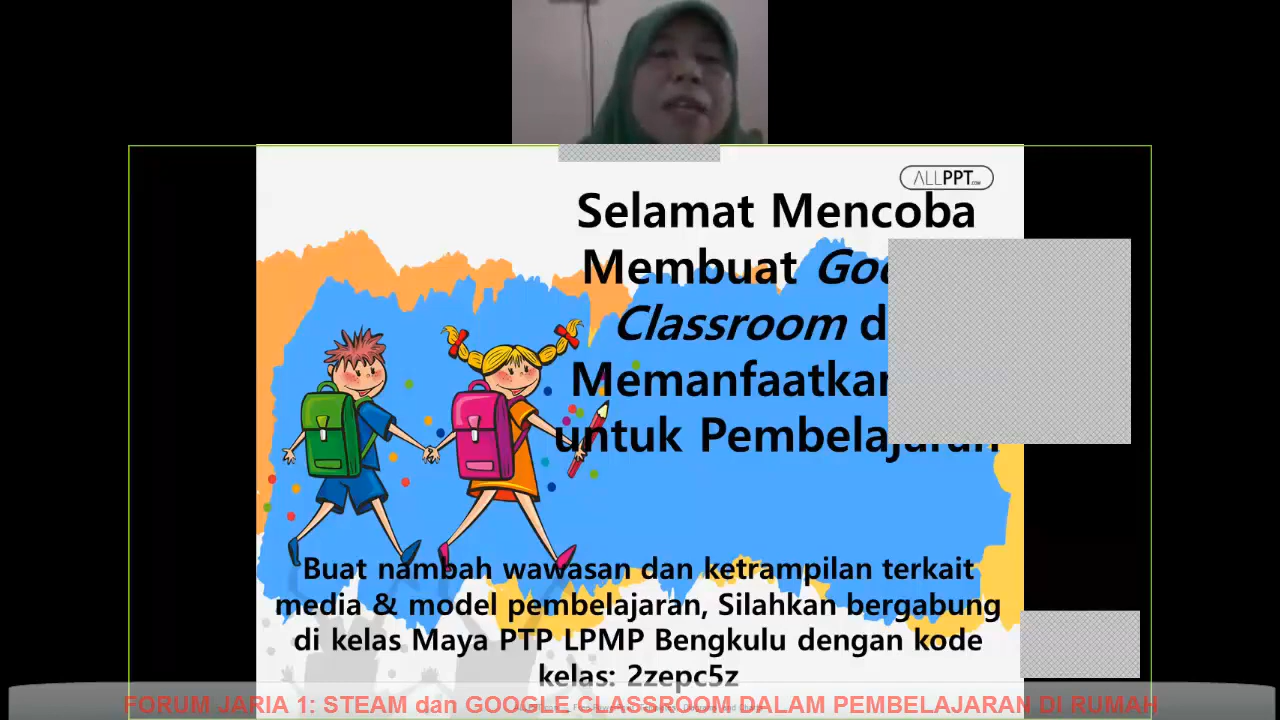 ALLPPT.com
Selamat Mencoba
Membuat
Classroom
untuk Pembelajaran
Buat nambah wawasan dan ketrampilan terkait
media & model pembelajaran, Silahkan bergabung
di kelas Maya PTP LPMP Bengkulu dengan kode
kelas: 2zepc5z
FORUM JARIA 1: STEAM dan GOOGLE CLASSROOM DALAM PEMBELAJARAN DI RUMAH